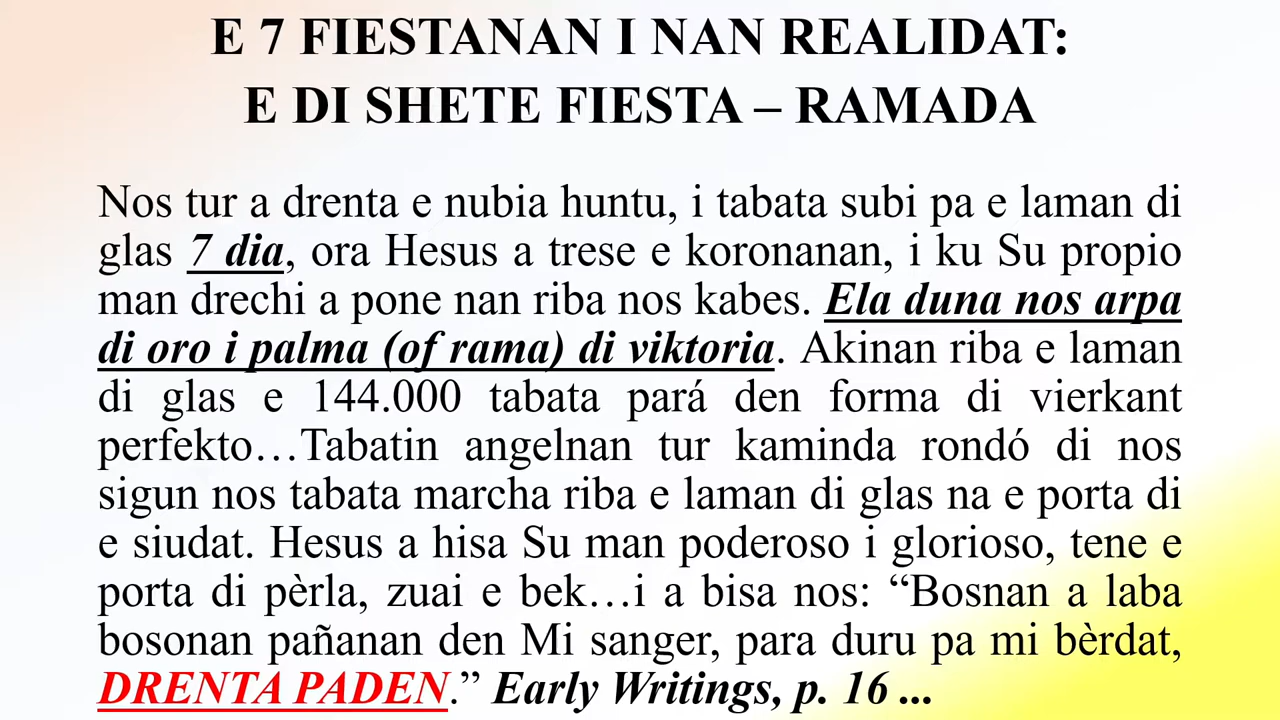 E 7 FIESTANAN I NAN REALIDAT:
E DI SHETE FIESTA – RAMADA
Nos tur a drenta e nubia huntu, i tabata subi pa e laman di
glas 7 dia, ora Hesus a trese e koronanan, i ku Su propio
man drechi a pone nan riba nos kabes. Ela duna nos arpa
di oro i palma (of rama) di viktoria. Akinan riba e laman
di glas e 144.000 tabata pará den forma di vierkant
perfekto…Tabatin angelnan tur kaminda rondó di nos
sigun nos tabata marcha riba e laman di glas na e porta di
e siudat. Hesus a hisa Su man poderoso i glorioso, tene e
porta di pèrla, zuai e bek…i a bisa nos: “Bosnan a laba
bosonan pañanan den Mi sanger, para duru pa mi bèrdat,
DRENTA PADEN.” Early Writings, p. 16 ...